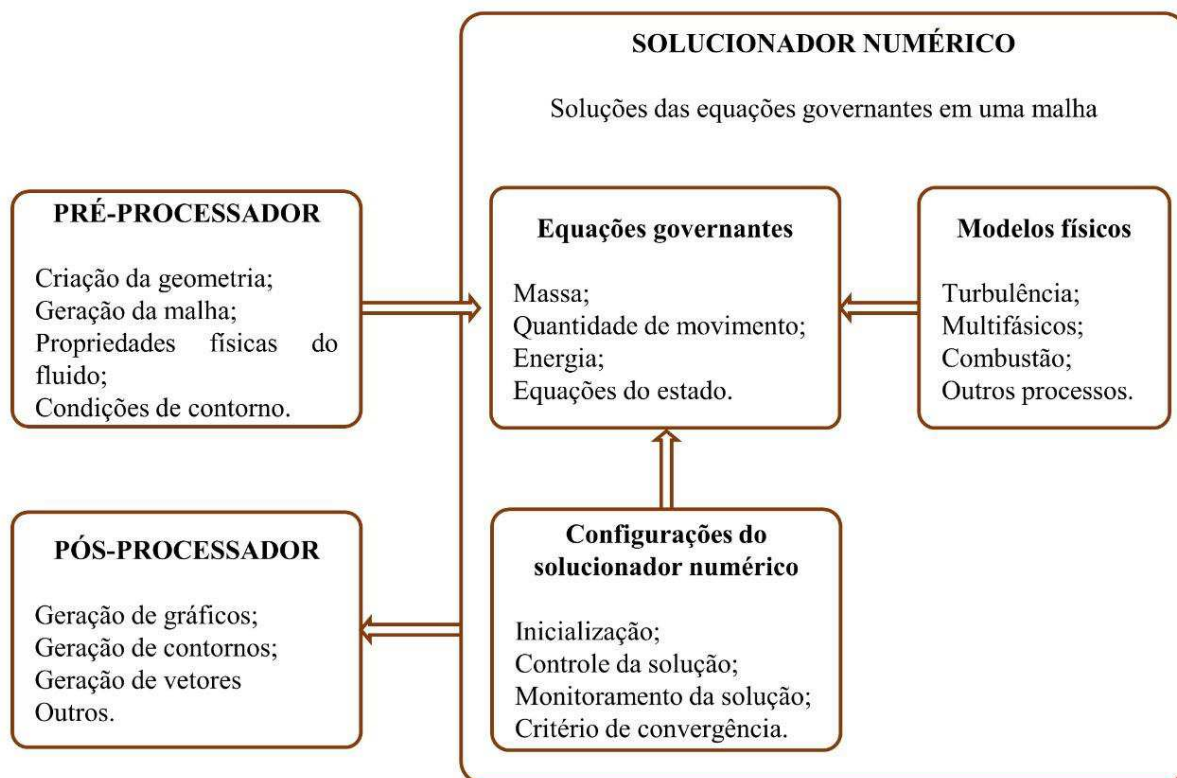 SOLUCIONADOR NUMÉRICO
Soluções das equações governantes em uma malha
PRÉ-PROCESSADOR
Criação da geometria;
Geração da malha;
Propriedades físicas do
fluido;
Condições de contorno.
Equações governantes
Massa;
Quantidade de movimento;
Energia;
Equações do estado.
Modelos físicos
Turbulência;
Multifásicos;
Combustão;
Outros processos.
PÓS-PROCESSADOR
Geração de gráficos;
Geração de contornos;
Geração de vetores
Outros.
Configurações do
solucionador numérico
Inicialização;
Controle da solução;
Monitoramento da solução;
Critério de convergência.